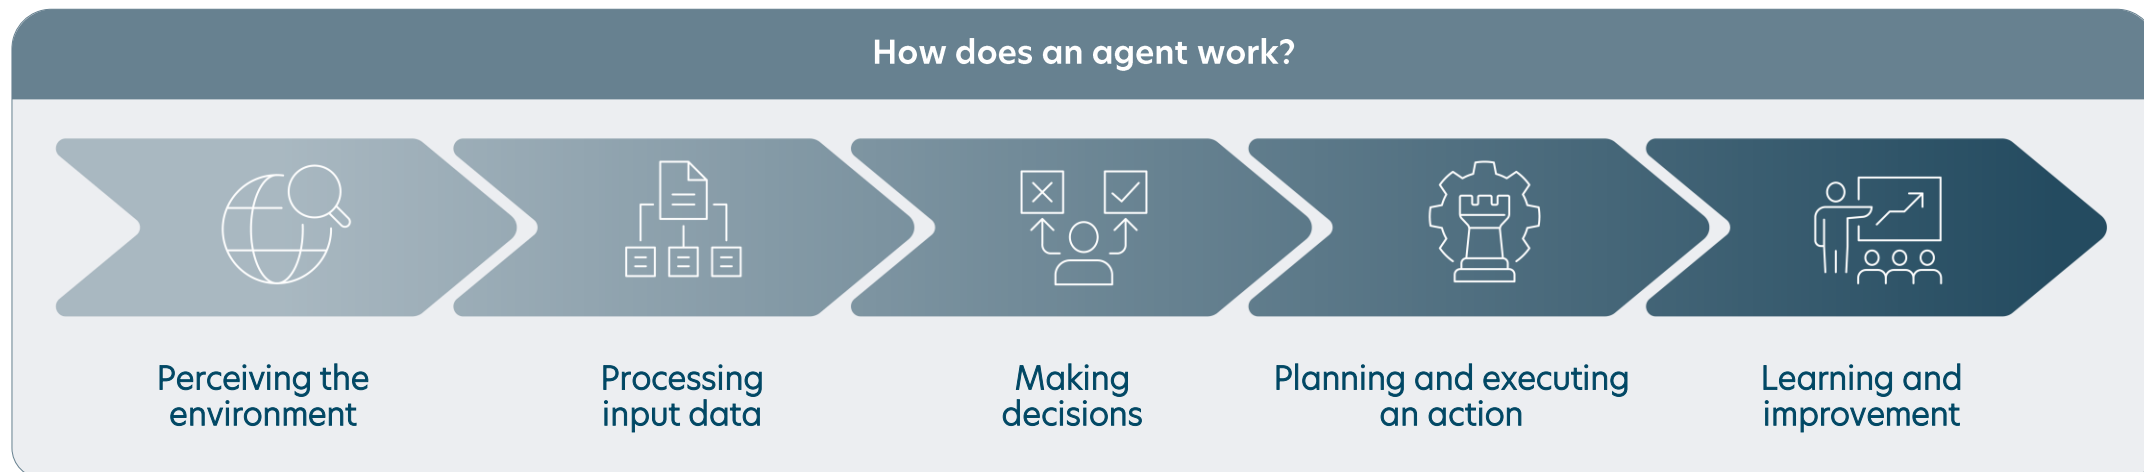 How does an agent work?
Perceiving the
environment
Processing
input data
Making
decisions
Planning and executing
an action
Learning and
improvement